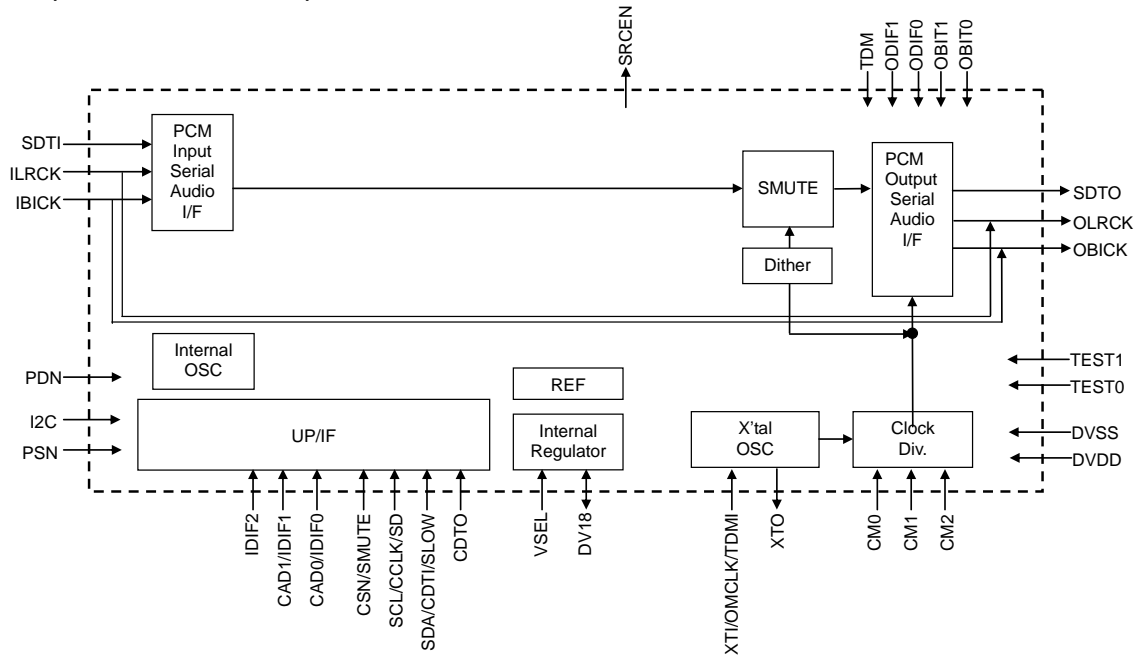 SRCEN
TDM
ODIF1
ODIF0
OBIT1
OBIT0
SDTI
ILRCK
IBICK
PCM
Input
Serial
Audio
I/F
SMUTE
Dither
PCM
Output
Serial
Audio
I/F
SDTO
OLRCK
OBICK
Internal
OSC
PDN
I2C
PSN
UP/IF
REF
Internal
Regulator
X'tal
OSC
Clock
Div.
TEST1
TEST0
DVSS
DVDD
IDIF2
CAD1/IDIF1
CAD0/IDIF0
CSN/SMUTE
SCL/CCLK/SD
SDA/CDTI/SLOW
CDTO
VSEL
DV18
XTI/OMCLK/TDMI
XTO
CM0
CM1
CM2